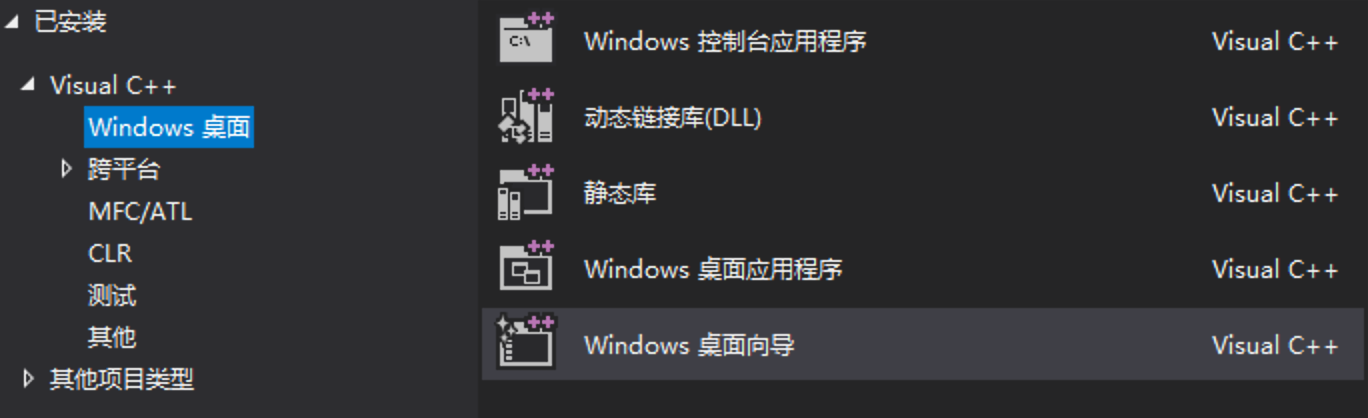 已安装
Visual C++
Windows 桌面
跨平台
MFC/ATL
CLR
测试
其他
其他项目类型
C:\
Windows 控制台应用程序 Visual C++
动态链接库(DLL) Visual C++
静态库 Visual C++
Windows 桌面应用程序 Visual C++
Windows 桌面向导 Visual C++